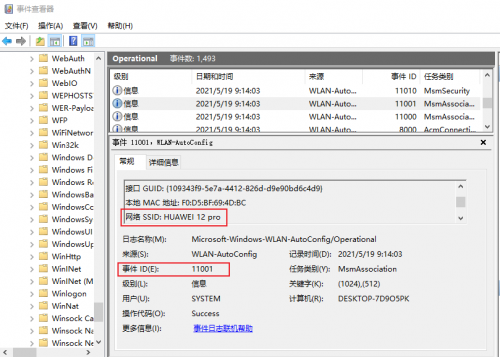 事件查看器
文件(F) 操作(A) 查看(V) 帮助(H)
WebAuth
WebAuthN
WebIO
WEPHOSTS
WER-Payloa
WFP
WiFiNetwor
Win32k
Windows D
Windows F
Windows N
Windows R
WindowsBa
WindowsCo
WindowsSy
WindowsUI
WindowsUp
WinHttp
WinINet
WinINet (M
Winlogon
WinNat
Winsock Ca
Winsock Na
Operational 事件数: 1,493
级别 日期和时间 来源 事件 ID 任务类别
信息 2021/5/19 9:14:03 WLAN-Auto... 11010 MsmSecurity
信息 2021/5/19 9:14:03 WLAN-Auto... 11001 MsmAssocia...
信息 2021/5/19 9:14:03 WLAN-Auto... 11000 MsmAssocia...
信息 2021/5/19 9:14:03 WLAN-Auto... 8000 AcmConnecti...
事件 11001, WLAN-AutoConfig
常规 详细信息
接口 GUID: {109343f9-5e7a-4412-826d-d9e90bd6c4d9}
本地 MAC 地址: F0:D5:BF:69:4D:BC
网络 SSID: HUAWEI 12 pro
日志名称(M): Microsoft-Windows-WLAN-AutoConfig/Operational
来源(S): WLAN-AutoConfig 记录时间(D): 2021/5/19 9:14:03
事件 ID(E): 11001 任务类别(Y): MsmAssociation
级别(L): 信息 关键字(K): (1024),(512)
用户(U): SYSTEM 计算机(R): DESKTOP-7D9O5PK
操作代码(O): Success
更多信息(I): 事件日志联机帮助